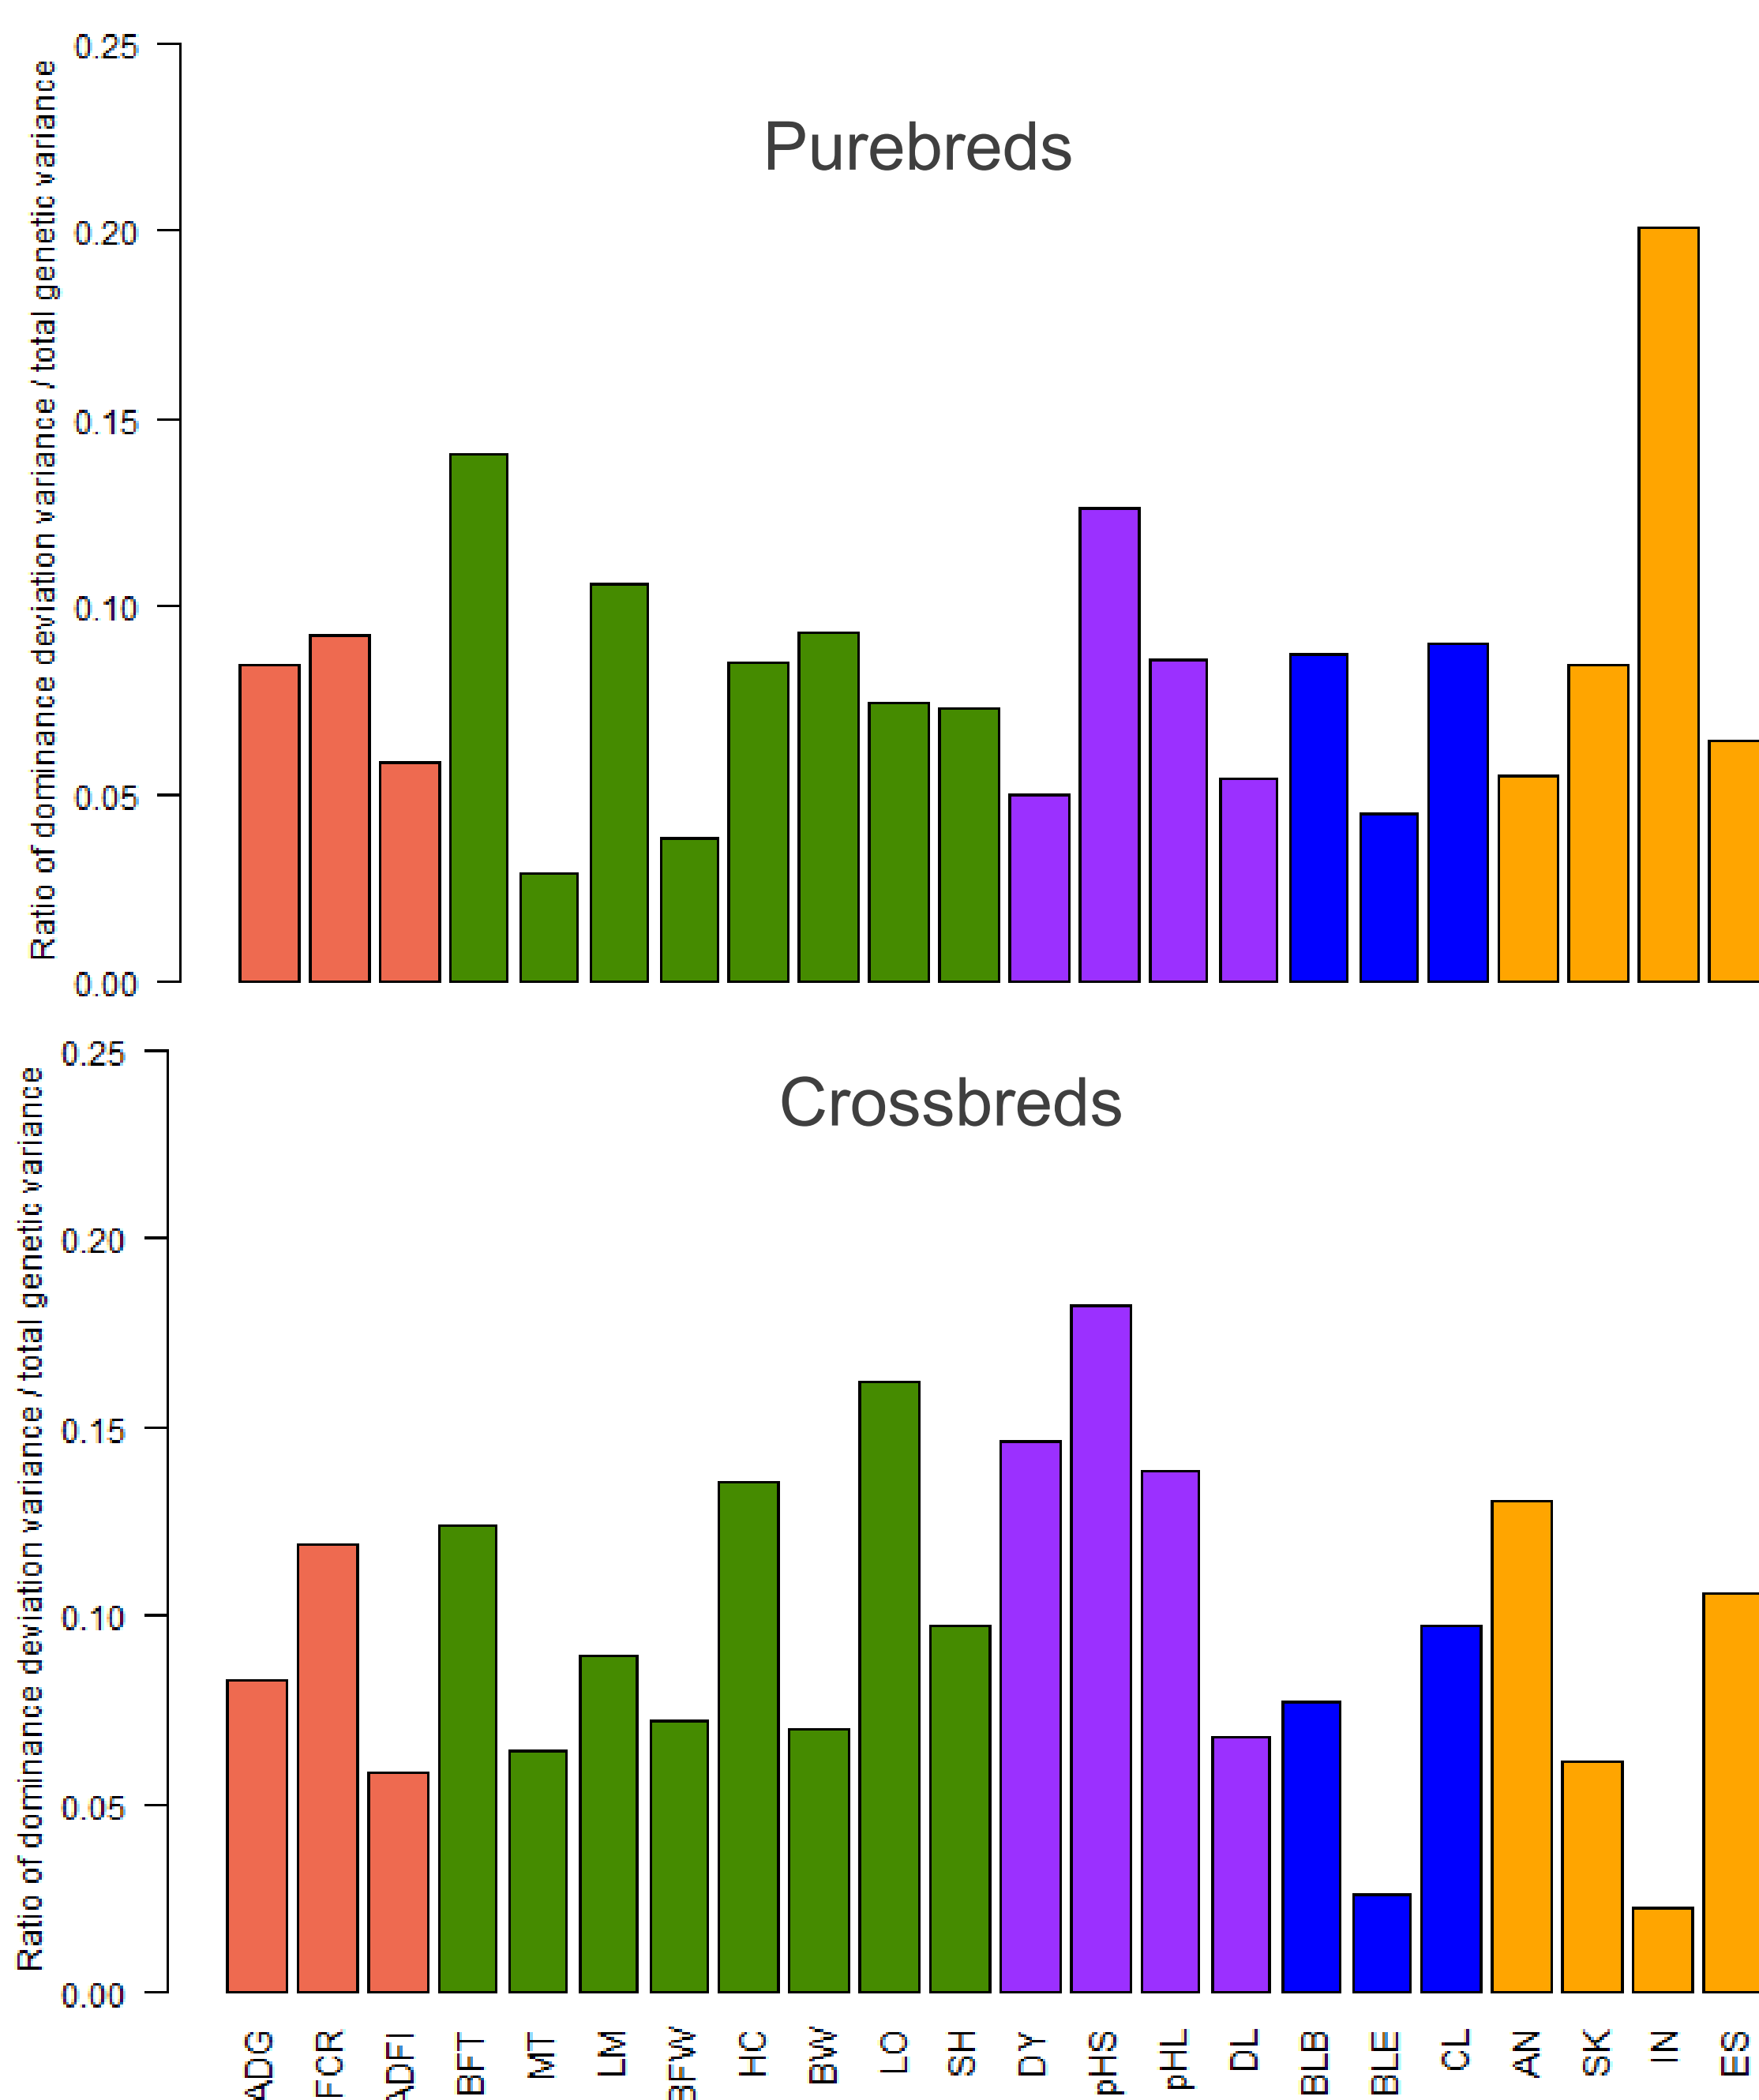 Purebreds
Ratio of dominance deviation variance / total genetic variance
0.25
0.20
0.15
0.10
0.05
0.00
Crossbreds
Ratio of dominance deviation variance / total genetic variance
0.25
0.20
0.15
0.10
0.05
0.00
ADG
FCR
ADFI
BFT
MT
LM
BFW
HC
BW
LO
SH
DY
pHS
pHL
DL
BLB
BLE
CL
AN
SK
IN
ES